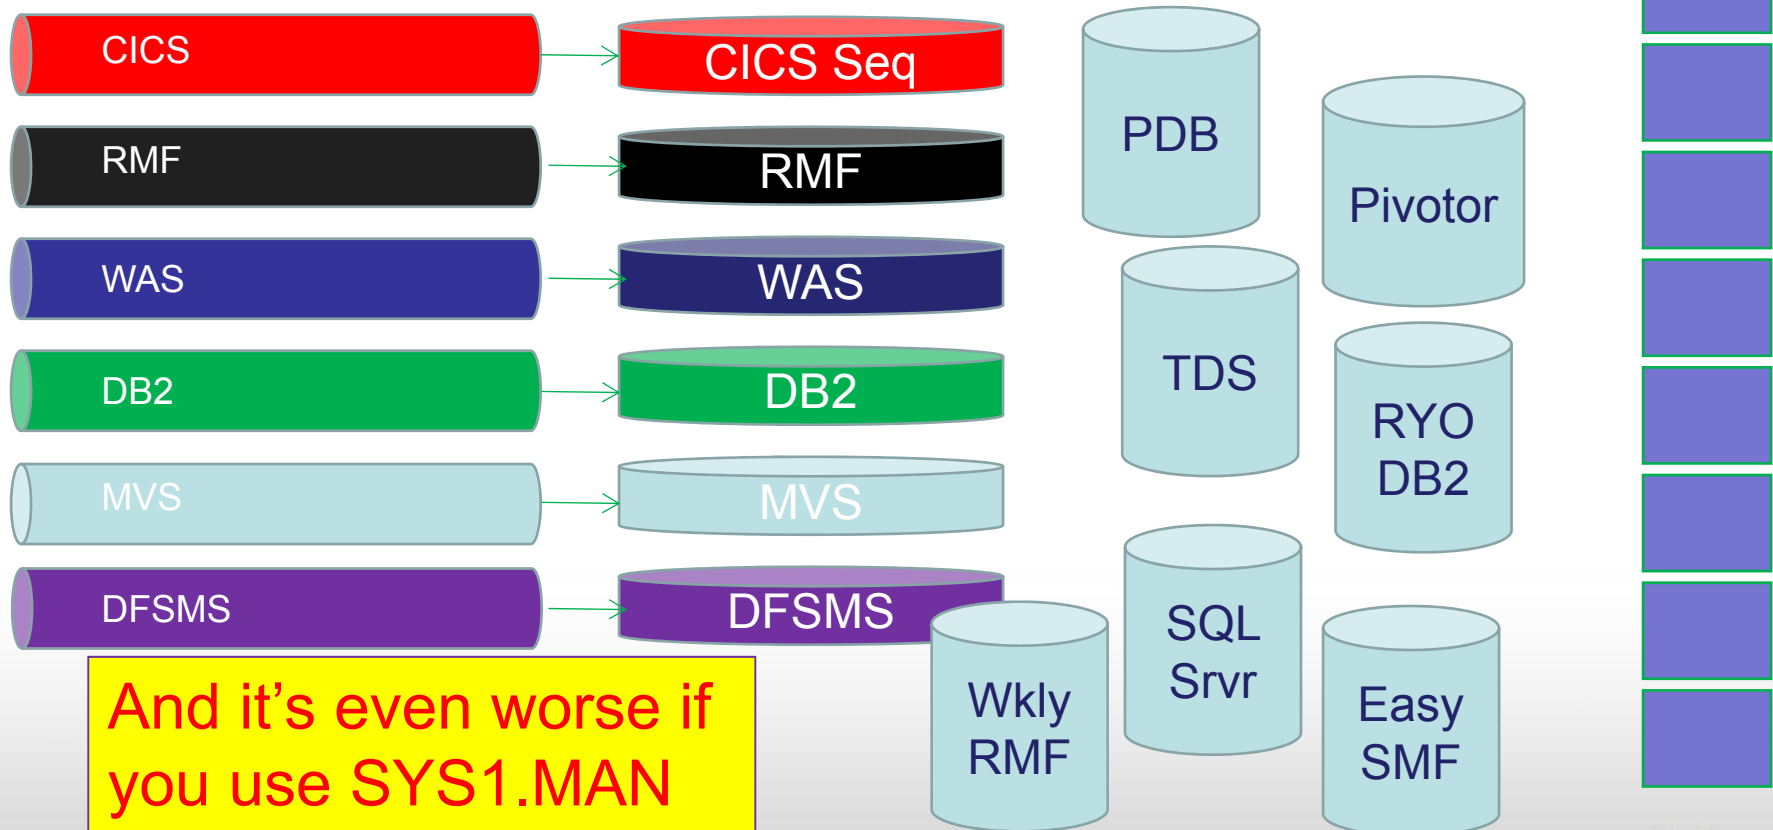 CICS
CICS Seq
RMF
RMF
WAS
WAS
DB2
DB2
MVS
MVS
DFSMS
DFSMS
PDB
Pivotor
TDS
RYO
DB2
SQL
Srvr
Wkly
RMF
Easy
SMF
And it’s even worse if
you use SYS1.MAN